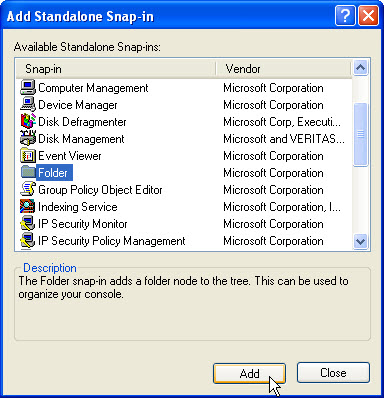 Add Standalone Snap-in
Available Standalone Snap-ins:
Snap-in Vendor
Computer Management Microsoft Corporation
Device Manager Microsoft Corporation
Disk Defragmenter Microsoft Corp, Executi...
Disk Management Microsoft and VERITAS...
Event Viewer Microsoft Corporation
Folder Microsoft Corporation
Group Policy Object Editor Microsoft Corporation
Indexing Service Microsoft Corporation, I...
IP Security Monitor Microsoft Corporation
IP Security Policy Management Microsoft Corporation
Description
The Folder snap-in adds a folder node to the tree. This can be used to
organize your console.
Add Close